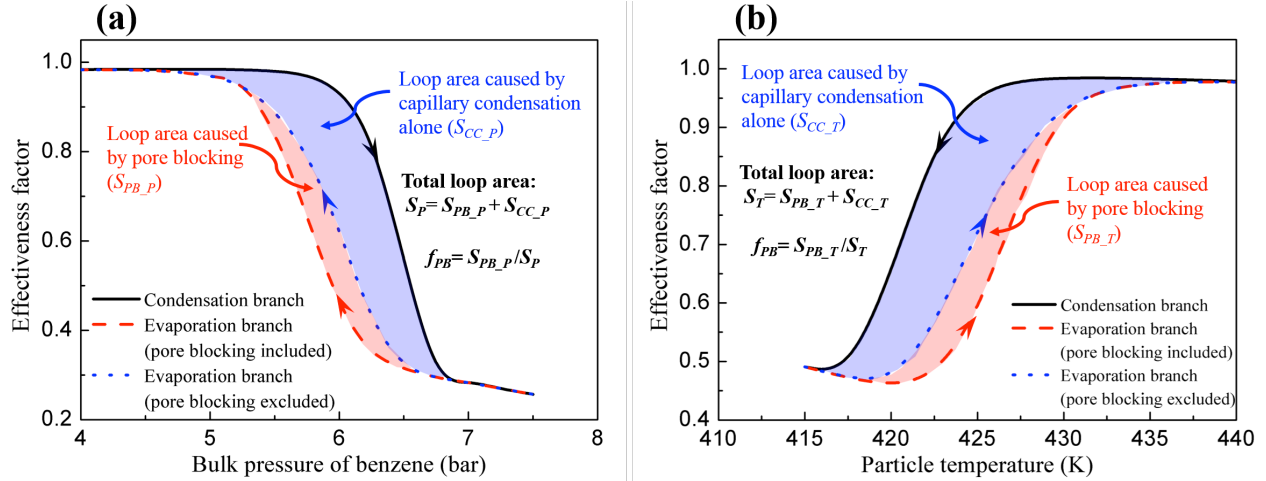 (a)
Effectiveness factor
1.0
0.8
0.6
0.4
0.2
4
5
6
7
8
Bulk pressure of benzene (bar)
Loop area caused by
capillary condensation
alone (S_CC_P)
Loop area caused
by pore blocking
(S_PB_P)
Total loop area:
S_P= S_PB_P + S_CC_P
f_PB= S_PB_P/S_P
Condensation branch
Evaporation branch
(pore blocking included)
Evaporation branch
(pore blocking excluded)
(b)
Effectiveness factor
1.0
0.9
0.8
0.7
0.6
0.5
0.4
410
415
420
425
430
435
440
Particle temperature (K)
Loop area caused by
capillary condensation
alone (S_CC_T)
Total loop area:
S_T= S_PB_T + S_CC_T
f_PB= S_PB_T/S_T
Loop area caused
by pore blocking
(S_PB_T)
Condensation branch
Evaporation branch
(pore blocking included)
Evaporation branch
(pore blocking excluded)